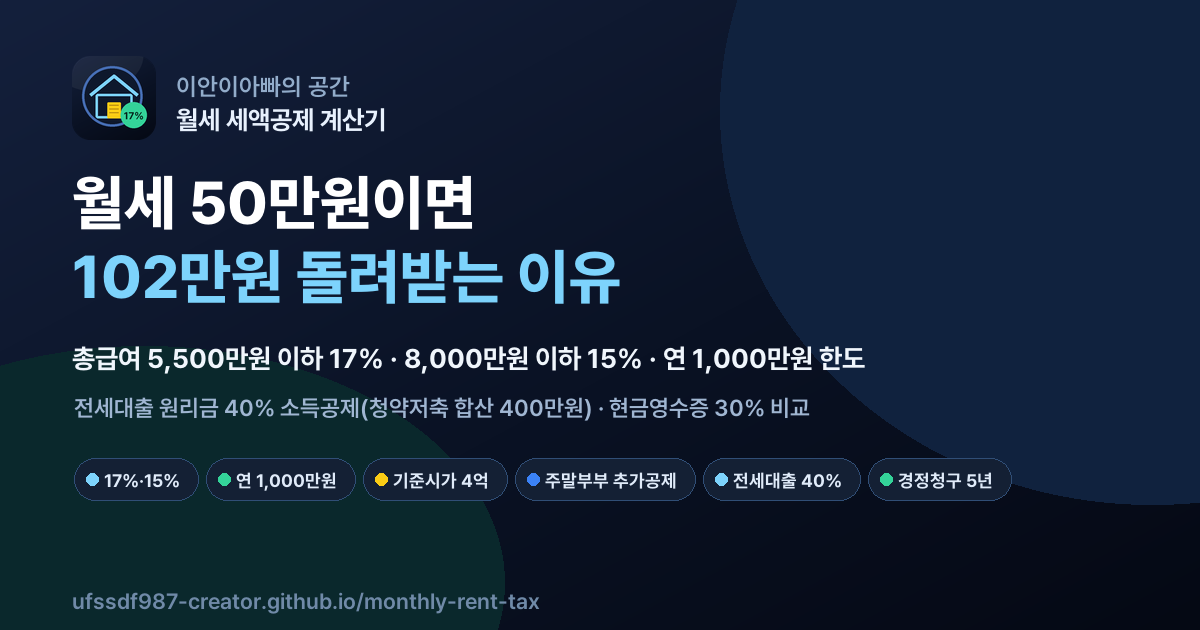 17%
이안이아빠의 공간
월세 세액공제 계산기
월세 50만원이면
102만원 돌려받는 이유
총급여 5,500만원 이하 17% · 8,000만원 이하 15% · 연 1,000만원 한도
전세대출 원리금 40% 소득공제(청약저축 합산 400만원) · 현금영수증 30% 비교
17%·15% 연 1,000만원 기준시가 4억 주말부부 추가공제 전세대출 40% 경정청구 5년
ufssdf987-creator.github.io/monthly-rent-tax